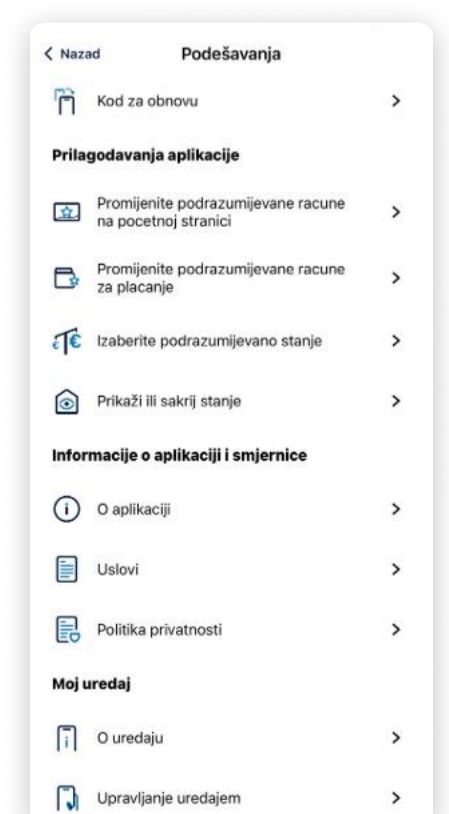 Nazad
Podešavanja
Kod za obnovu
Prilagodavanja aplikacije
Promijenite podrazumijevane racune
na pocetnoj stranici
Promijenite podrazumijevane racune
za placanje
Izaberite podrazumijevano stanje
Prikaži ili sakrij stanje
Informacije o aplikaciji i smjernice
O aplikaciji
Uslovi
Politika privatnosti
Moj uredaj
O uredaju
Upravljanje uredajem